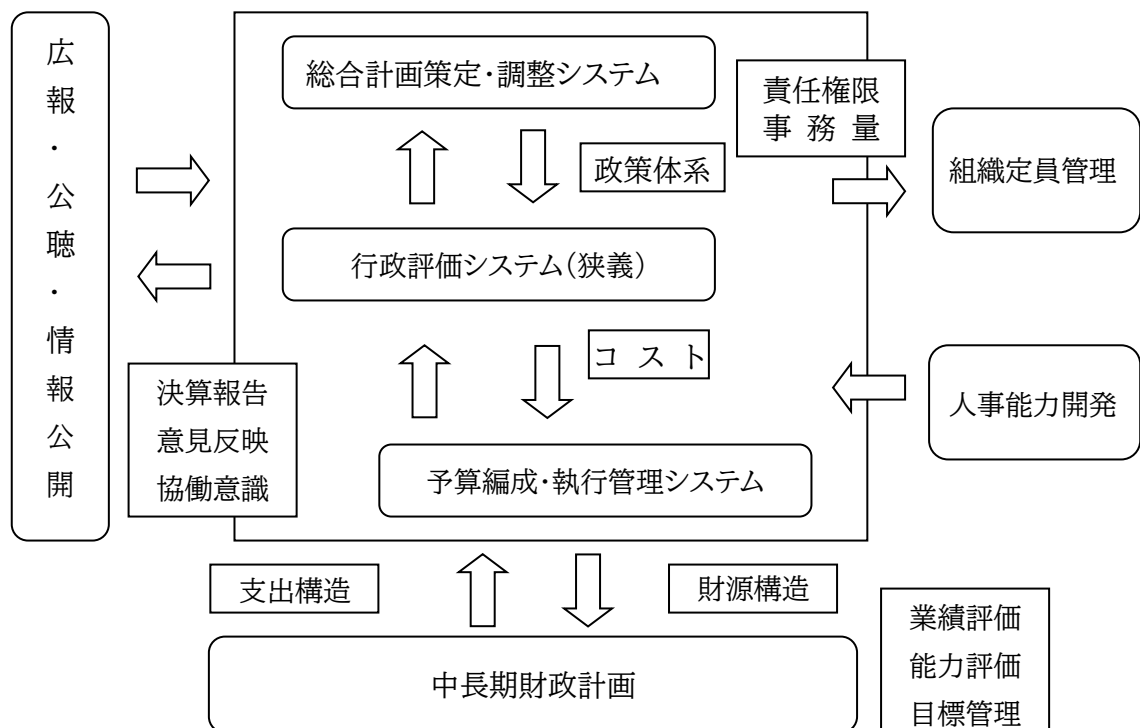 広報・公聴・情報公開
総合計画策定・調整システム
責任権限
事務量
政策体系
組織定員管理
行政評価システム（狭義）
コスト
決算報告
意見反映
協働意識
人事能力開発
予算編成・執行管理システム
支出構造
財源構造
中長期財政計画
業績評価
能力評価
目標管理